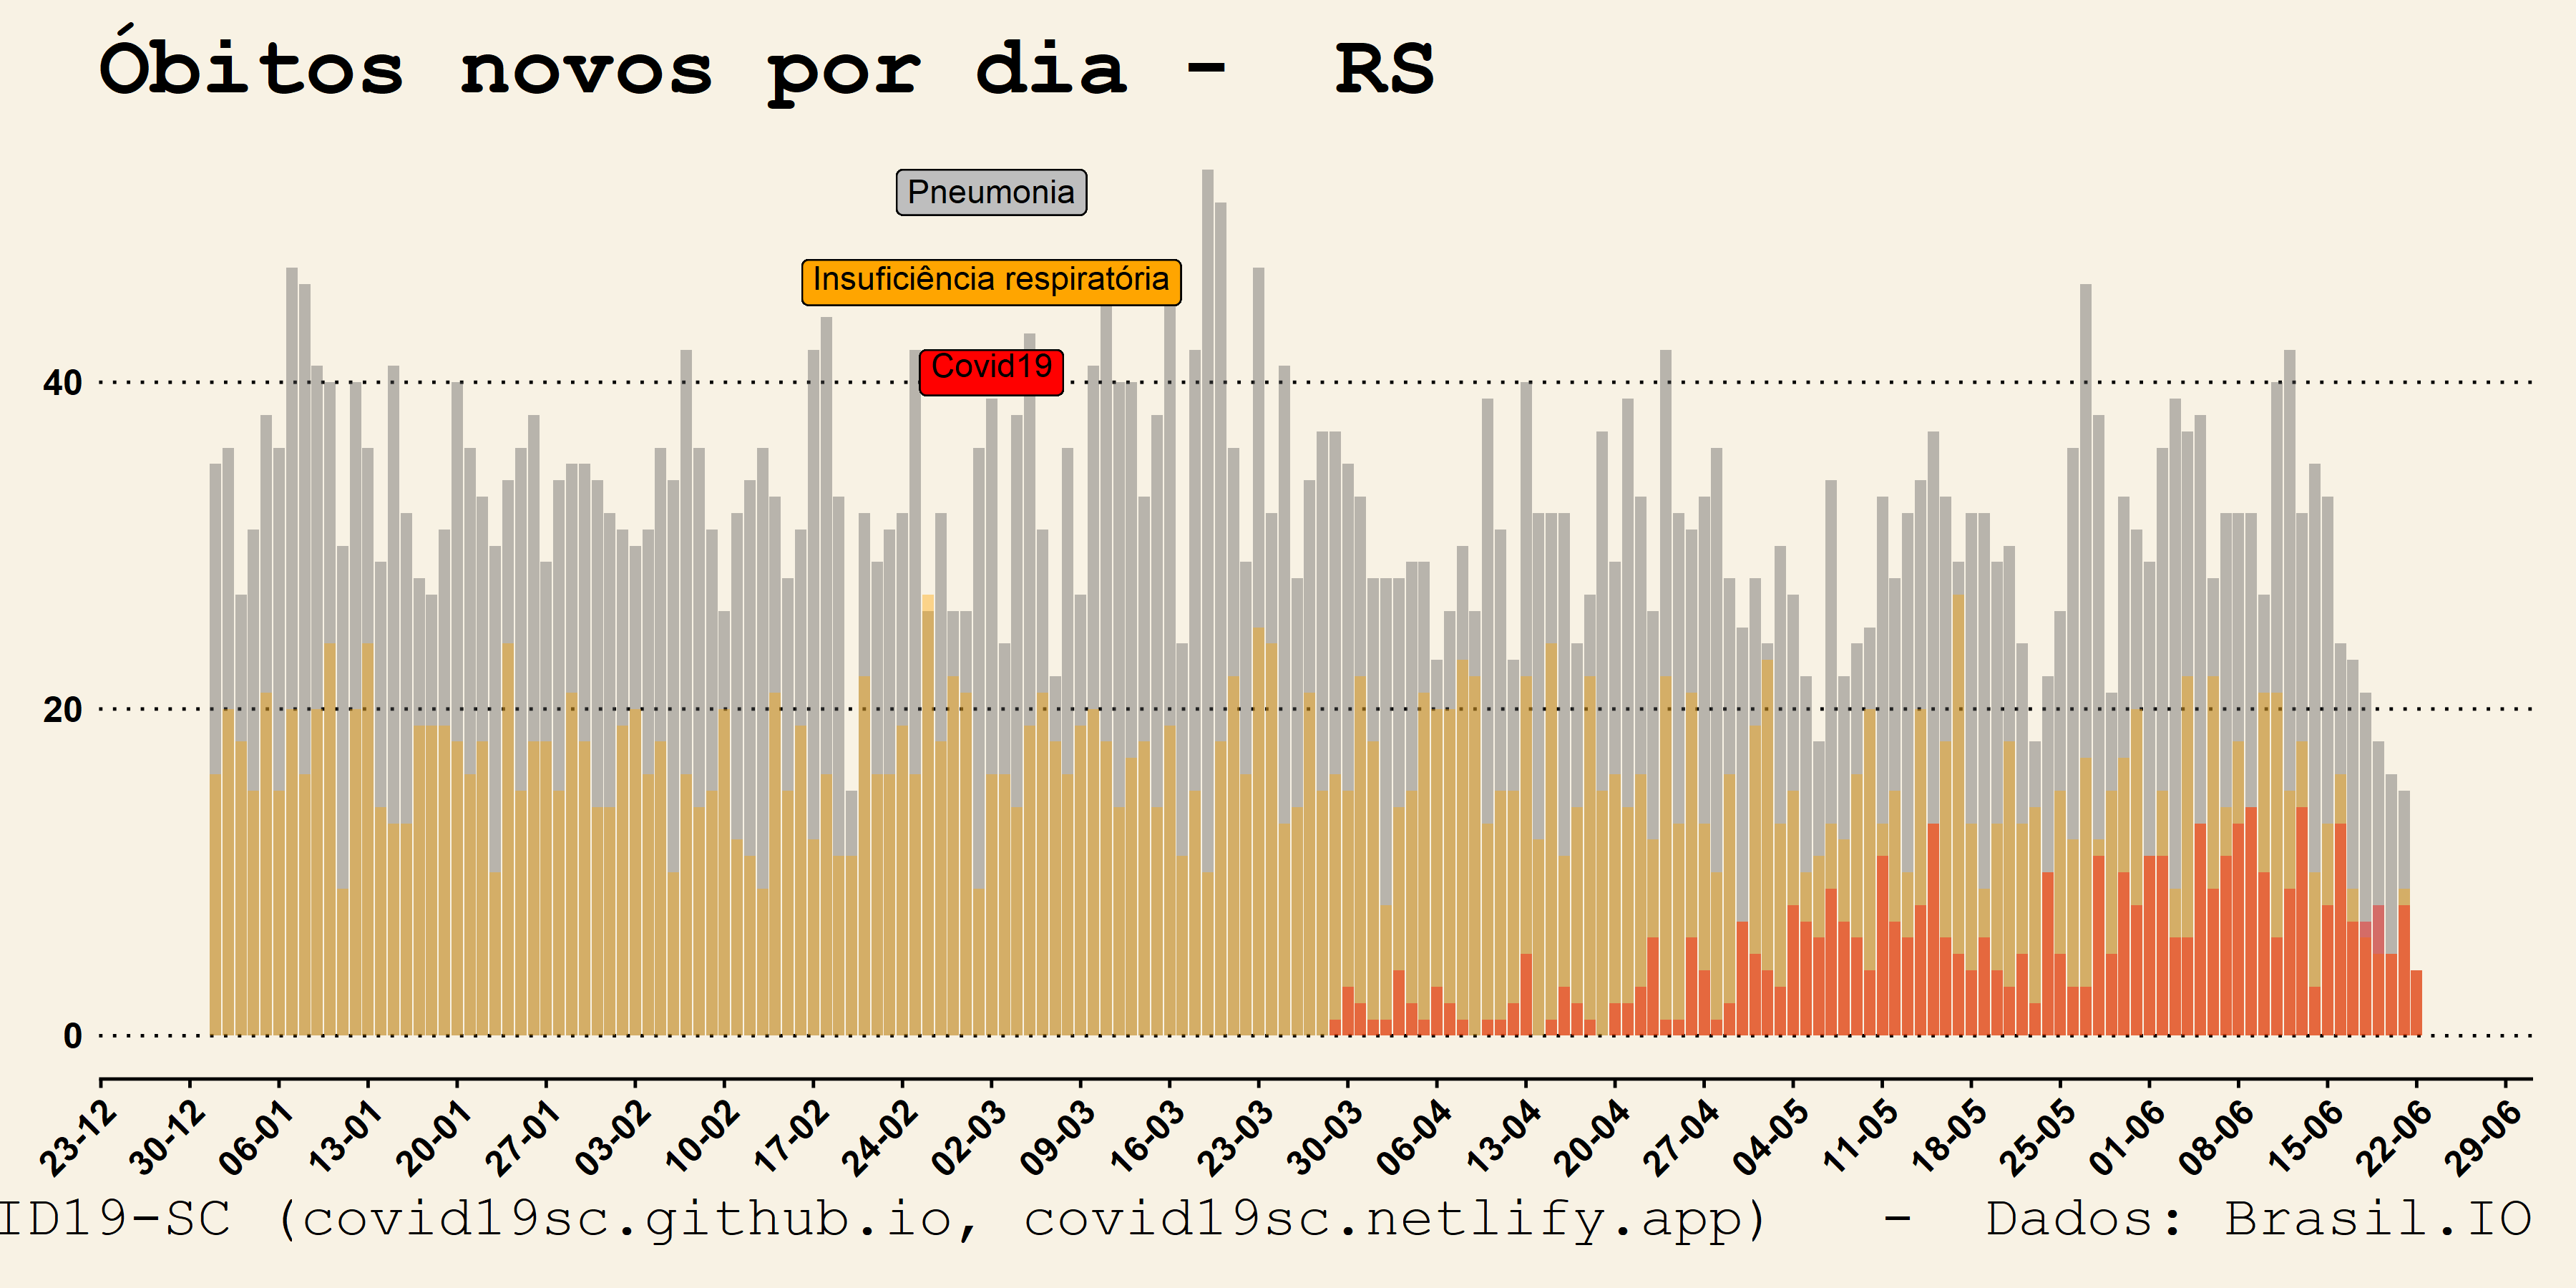 Óbitos novos por dia - RS
Pneumonia
Insuficiência respiratória
Covid19
40
20
0
23-12 30-12 06-01 13-01 20-01 27-01 03-02 10-02 17-02 24-02 02-03 09-03 16-03 23-03 30-03 06-04 13-04 20-04 27-04 04-05 11-05 18-05 25-05 01-06 08-06 15-06 22-06 29-06
ID19-SC (covid19sc.github.io, covid19sc.netlify.app) - Dados: Brasil.IO